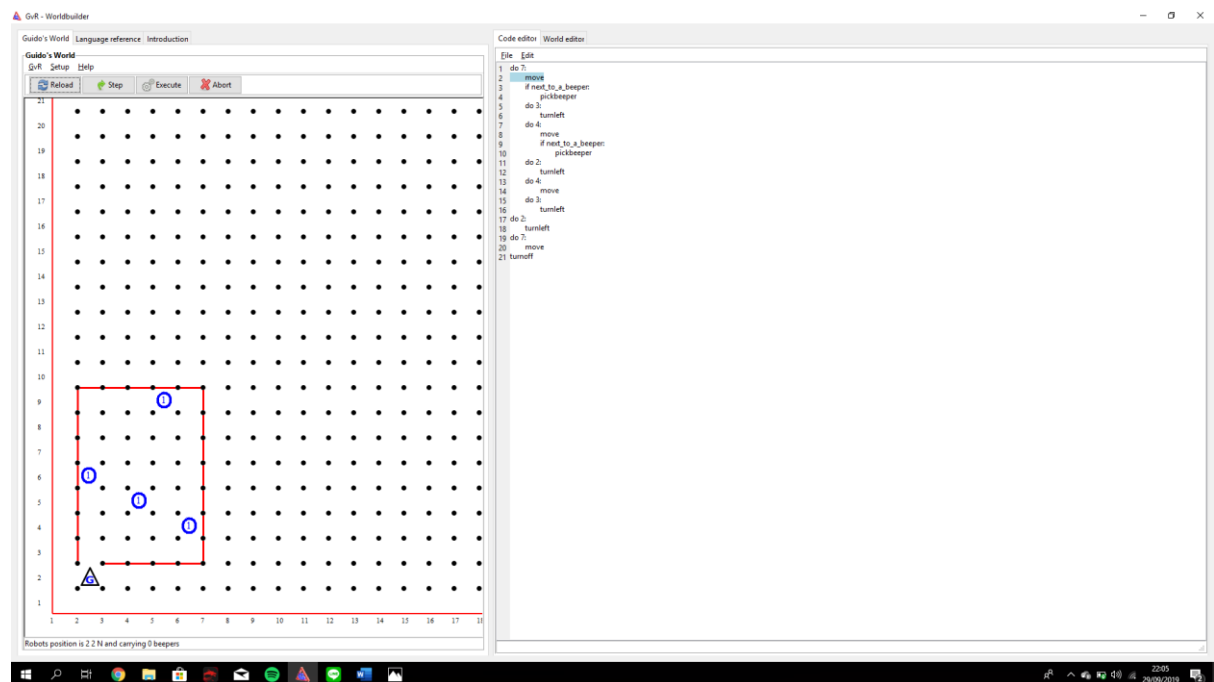 GvR - Worldbuilder
Guido's World Language reference Introduction
Guido's World
GvR Setup Help
Reload Step Execute Abort
21
20
19
18
17
16
15
14
13
12
11
10
9
8
7
6
5
4
3
2
1
1
1
1
1
G
1 2 3 4 5 6 7 8 9 10 11 12 13 14 15 16 17 18
Robots position is 2 2 N and carrying 0 beepers
Code editor World editor
File Edit
1 do 7:
2 move
3 if next_to_a_beeper:
4 pickbeeper
5 do 3:
6 turnleft
7 do 4:
8 move
9 if next_to_a_beeper:
10 pickbeeper
11 do 2:
12 turnleft
13 do 4:
14 move
15 do 3:
16 turnleft
17 do 2:
18 turnleft
19 do 7:
20 move
21 turnoff
22:05
29/09/2019